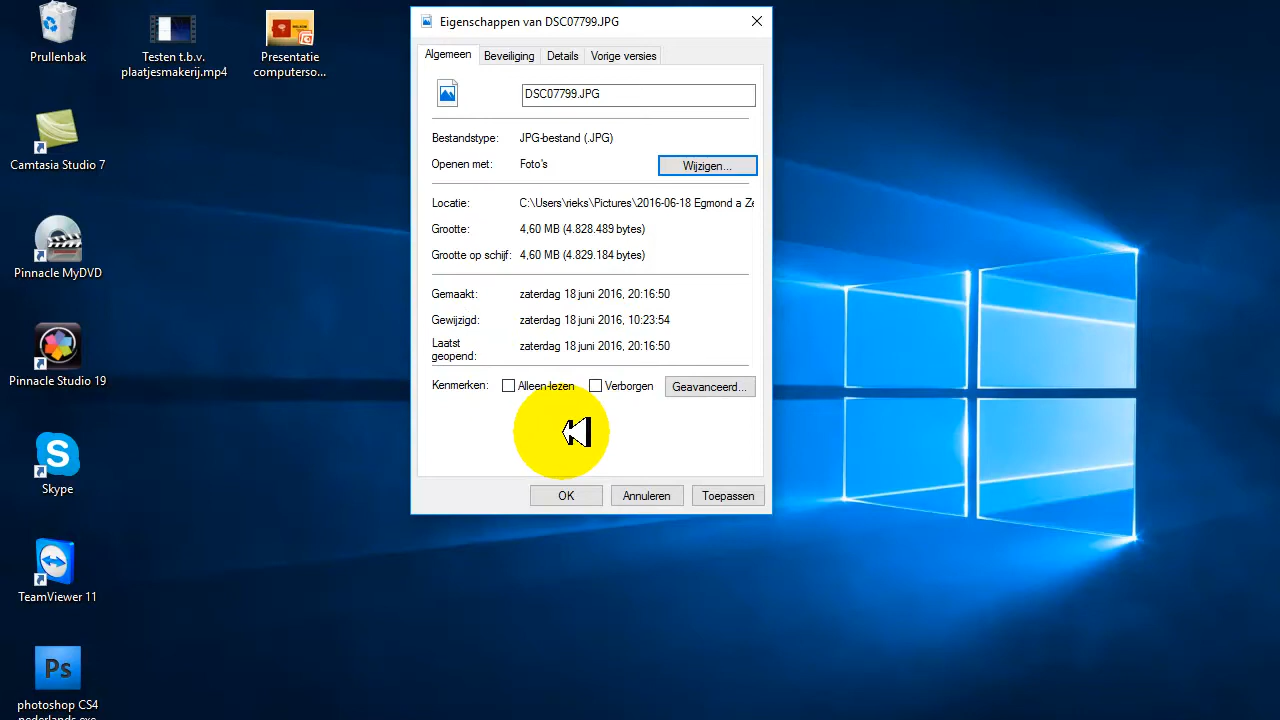 Prullenbak
Testen t.b.v.
plaatjesmakerij.mp4
Presentatie
computerso...
Camtasia Studio 7
Pinnacle MyDVD
Pinnacle Studio 19
Skype
TeamViewer 11
Ps
photoshop CS4
nederlands.exe
Eigenschappen van DSC07799.JPG
Algemeen Beveiliging Details Vorige versies
DSC07799.JPG
Bestandstype: JPG-bestand (.JPG)
Openen met: Foto's Wijzigen...
Locatie: C:\Users\rieks\Pictures\2016-06-18 Egmond a Ze
Grootte: 4,60 MB (4.828.489 bytes)
Grootte op schijf: 4,60 MB (4.829.184 bytes)
Gemaakt: zaterdag 18 juni 2016, 20:16:50
Gewijzigd: zaterdag 18 juni 2016, 10:23:54
Laatst
geopend: zaterdag 18 juni 2016, 20:16:50
Kenmerken: Alleen-lezen Verborgen Geavanceerd...
OK Annuleren Toepassen